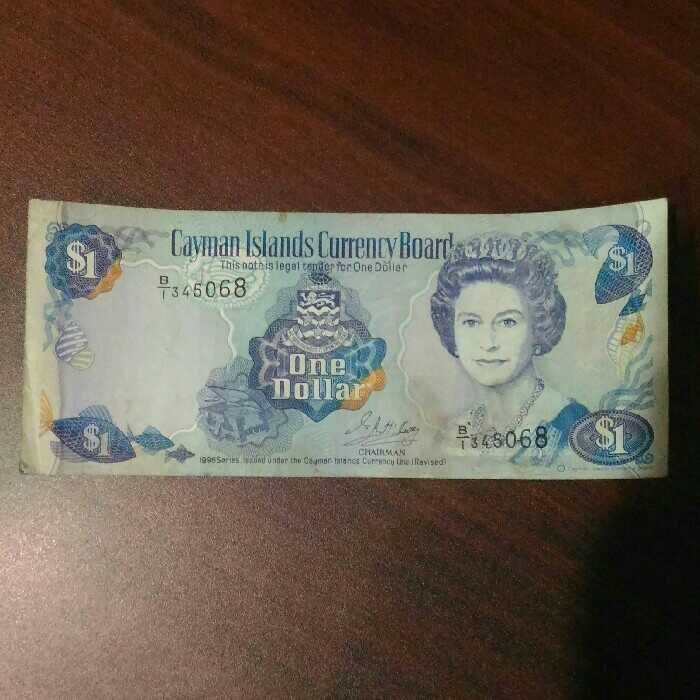 Cayman Islands Currency Board
This note is legal tender for One Dollar
$1
$1
B/1 345068
One
Dollar
CHAIRMAN
B/1 345068
1996 Series. Issued under the Cayman Islands Currency Law (Revised)
$1
$1